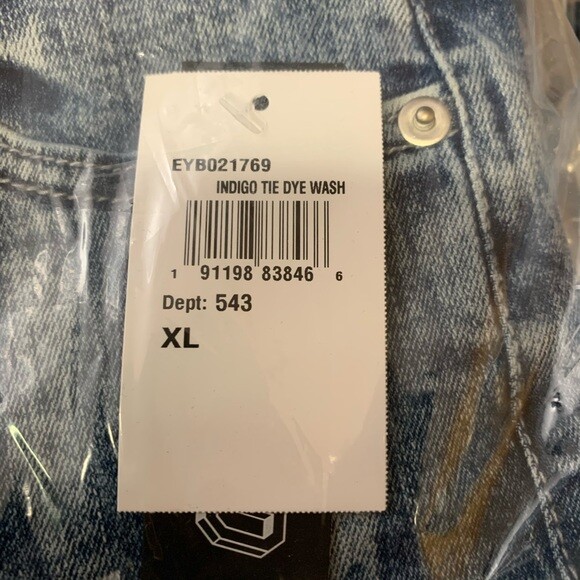 EYB021769
INDIGO TIE DYE WASH
1 91198 83846 6
Dept: 543
XL